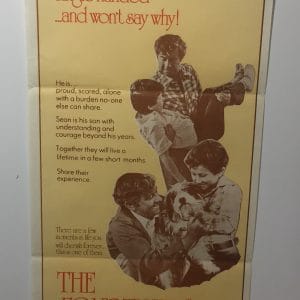 ...and won't say why!
He is...
proud, scared, alone
with a burden no-one
else can share.
Sean is his son with
understanding and
courage beyond his years.
Together they will live a
lifetime in a few short months.
Share their
experience.
There are a few
moments in life you
will cherish forever.
This is one of them.
THE